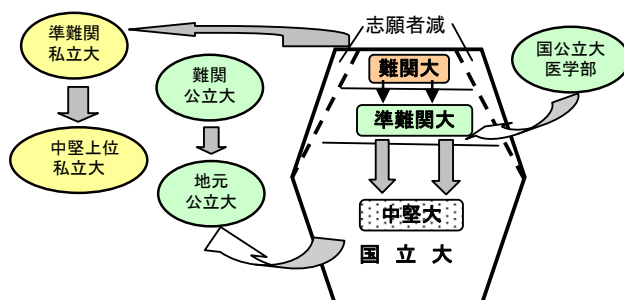 志願者減
準難関
私立大
中堅上位
私立大
難関
公立大
地元
公立大
難関大
準難関大
中堅大
国立大
国公立大
医学部